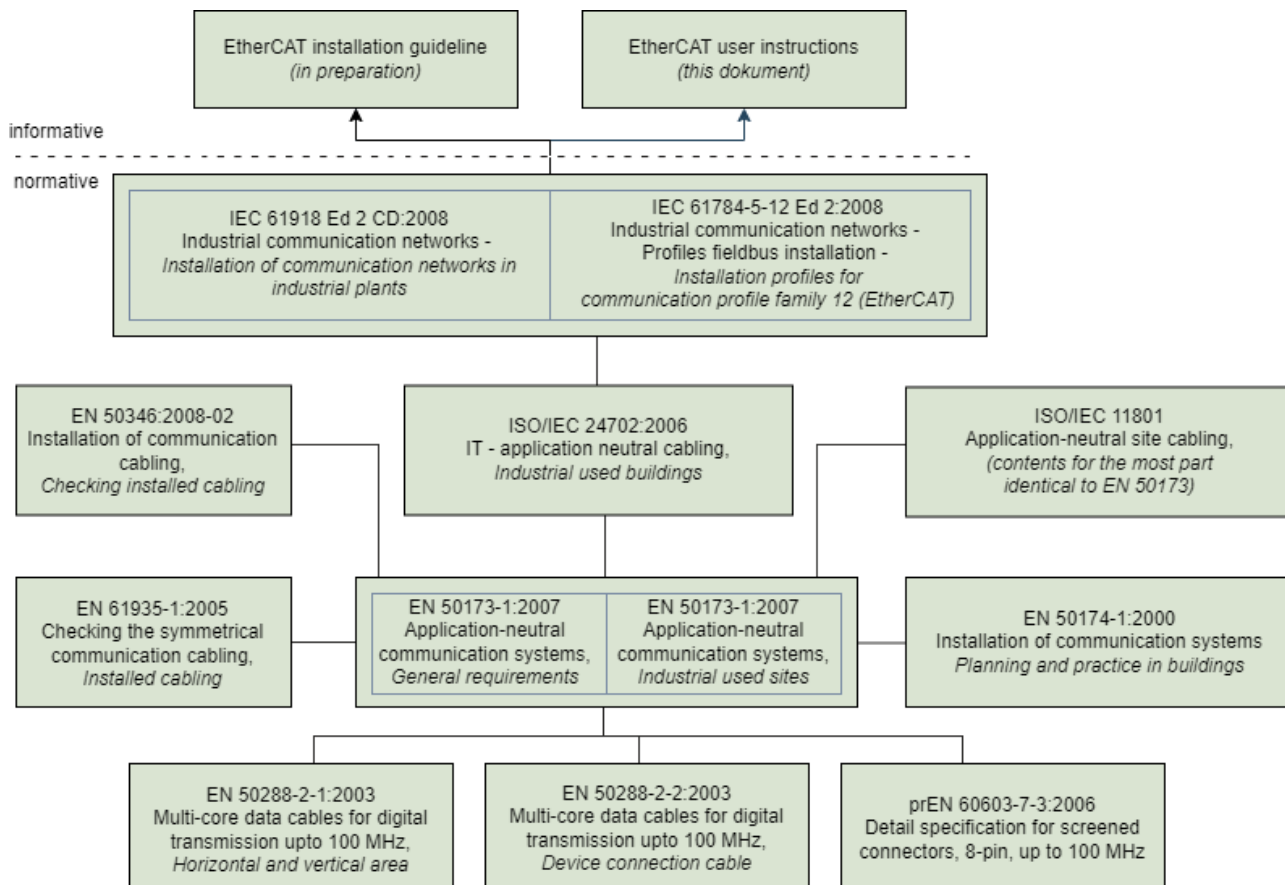 EtherCAT installation guideline
(in preparation)
EtherCAT user instructions
(this dokument)
informative
normative
IEC 61918 Ed 2 CD:2008
Industrial communication networks -
Installation of communication networks in
industrial plants
IEC 61784-5-12 Ed 2:2008
Industrial communication networks -
Profiles fieldbus installation -
Installation profiles for
communication profile family 12 (EtherCAT)
EN 50346:2008-02
Installation of communication
cabling,
Checking installed cabling
ISO/IEC 24702:2006
IT - application neutral cabling,
Industrial used buildings
ISO/IEC 11801
Application-neutral site cabling,
(contents for the most part
identical to EN 50173)
EN 61935-1:2005
Checking the symmetrical
communication cabling,
Installed cabling
EN 50173-1:2007
Application-neutral
communication systems,
General requirements
EN 50173-1:2007
Application-neutral
communication systems,
Industrial used sites
EN 50174-1:2000
Installation of communication systems
Planning and practice in buildings
EN 50288-2-1:2003
Multi-core data cables for digital
transmission upto 100 MHz,
Horizontal and vertical area
EN 50288-2-2:2003
Multi-core data cables for digital
transmission upto 100 MHz,
Device connection cable
prEN 60603-7-3:2006
Detail specification for screened
connectors, 8-pin, up to 100 MHz